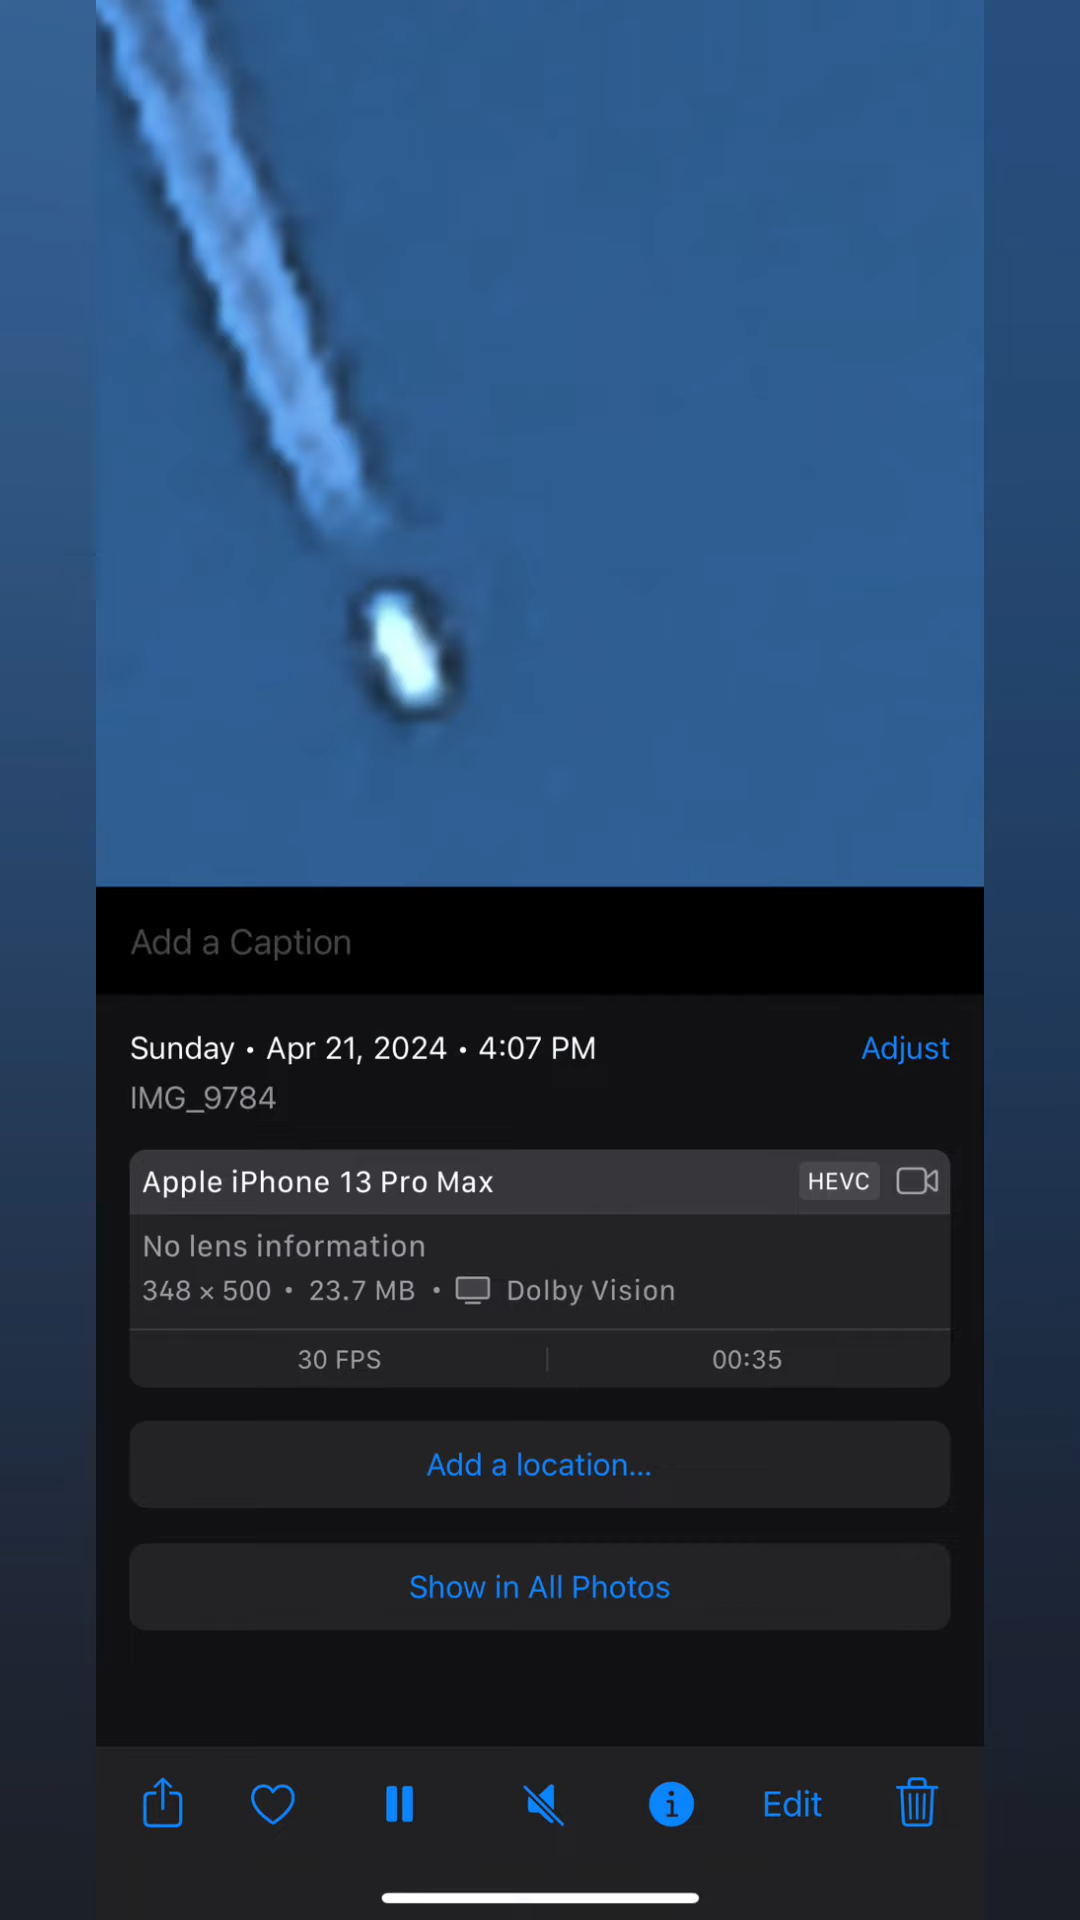 Add a Caption
Sunday • Apr 21, 2024 • 4:07 PM
Adjust
IMG_9784
Apple iPhone 13 Pro Max
HEVC
No lens information
348 × 500 • 23.7 MB • Dolby Vision
30 FPS
00:35
Add a location...
Show in All Photos
Edit